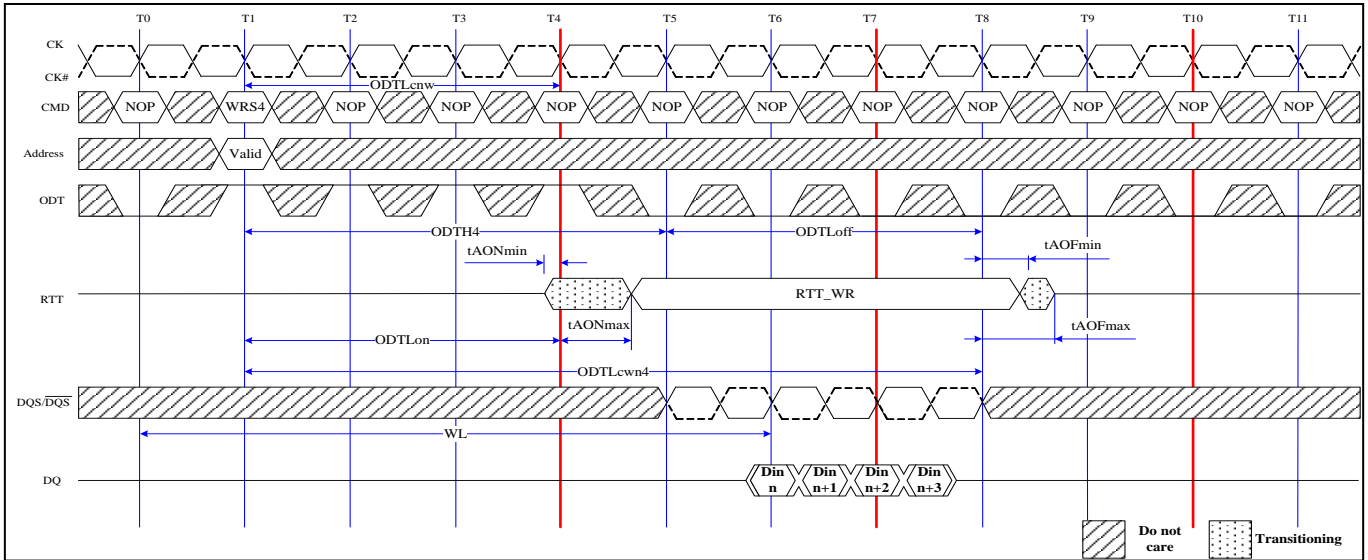 T0 T1 T2 T3 T4 T5 T6 T7 T8 T9 T10 T11
CK
CK#
ODTLcnw
CMD NOP WRS4 NOP NOP NOP NOP NOP NOP NOP NOP NOP NOP
Address Valid
ODT
ODTH4 ODTLoff
tAONmin tAOFmin
RTT RTT_WR
tAONmax tAOFmax
ODTLon
ODTLcwn4
DQS/DQS
WL
DQ Din n Din n+1 Din n+2 Din n+3
Do not care Transitioning